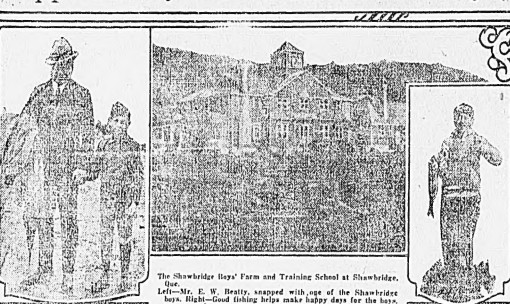 The Shawbridge Boys' Farm and Training School at Shawbridge,
Que.
Left—Mr. E. W. Beatty, snapped with one of the Shawbridge
boys. Right—Good fishing helps make happy days for the boys.